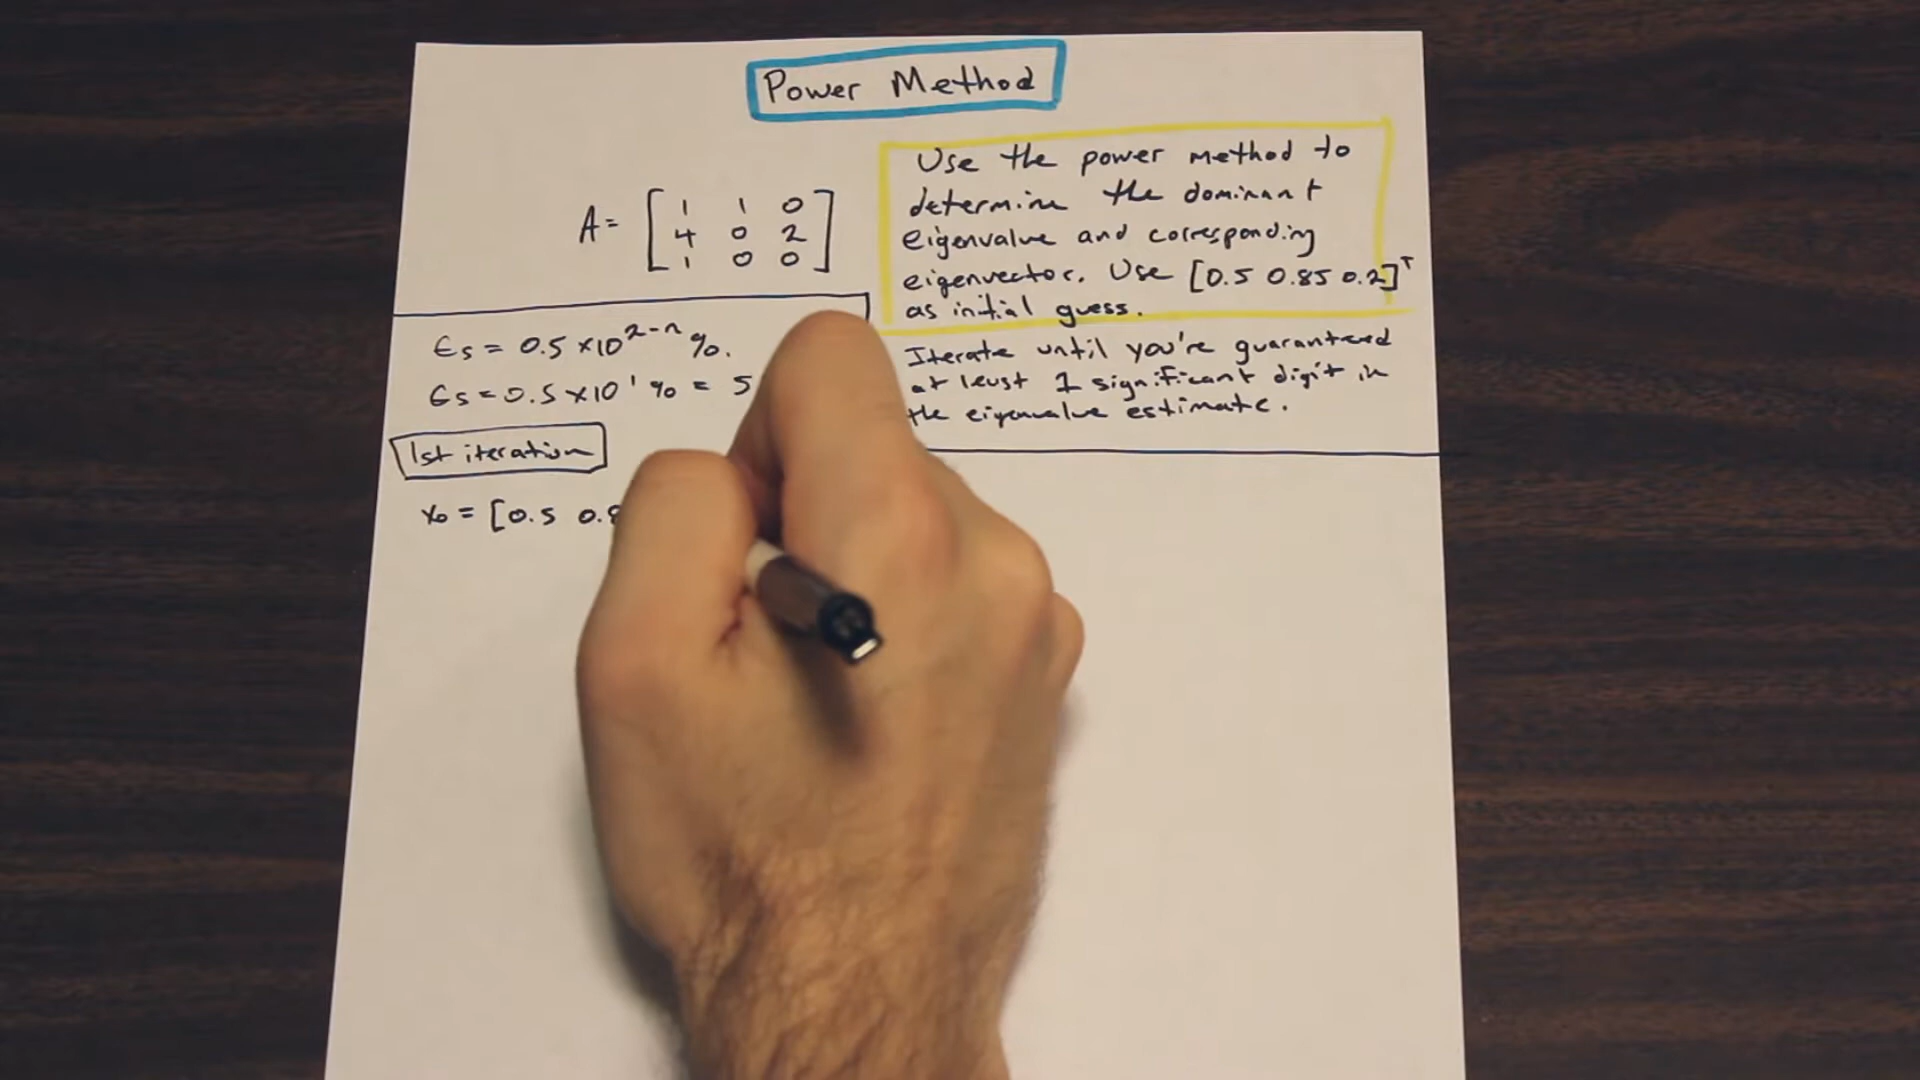 Power Method
A= [ 1 1 0
4 0 2
1 0 0 ]
Use the power method to
determine the dominant
eigenvalue and corresponding
eigenvector. Use [0.5 0.85 0.2]ᵀ
as initial guess.
Iterate until you're guaranteed
at least 1 significant digit in
the eigenvalue estimate.
Es = 0.5 ×10^2-n %.
Es = 0.5 ×10^1 % = 5
1st iteration
x₀ = [0.5 0.8